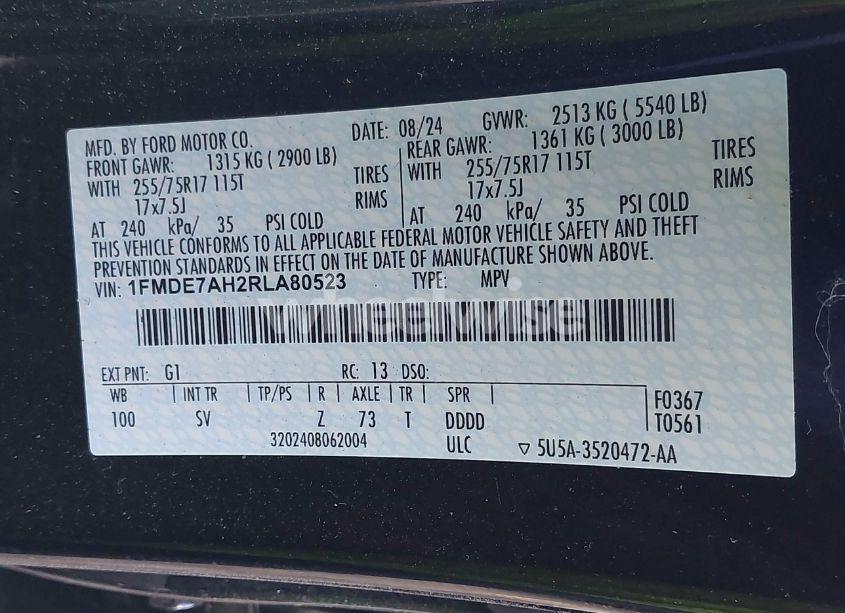 MFD. BY FORD MOTOR CO. DATE: 08/24 GVWR: 2513 KG ( 5540 LB)
FRONT GAWR: 1315 KG ( 2900 LB) REAR GAWR: 1361 KG ( 3000 LB)
WITH 255/75R17 115T TIRES WITH 255/75R17 115T TIRES
17x7.5J RIMS 17x7.5J RIMS
AT 240 kPa/ 35 PSI COLD AT 240 kPa/ 35 PSI COLD
THIS VEHICLE CONFORMS TO ALL APPLICABLE FEDERAL MOTOR VEHICLE SAFETY AND THEFT
PREVENTION STANDARDS IN EFFECT ON THE DATE OF MANUFACTURE SHOWN ABOVE.
VIN: 1FMDE7AH2RLA80523 TYPE: MPV
wheelwise
EXT PNT: G1 RC: 13 DSO:
WB INT TR TP/PS R AXLE TR SPR F0367
100 SV Z 73 T DDDD T0561
3202408062004 ULC ▽ 5U5A-3520472-AA